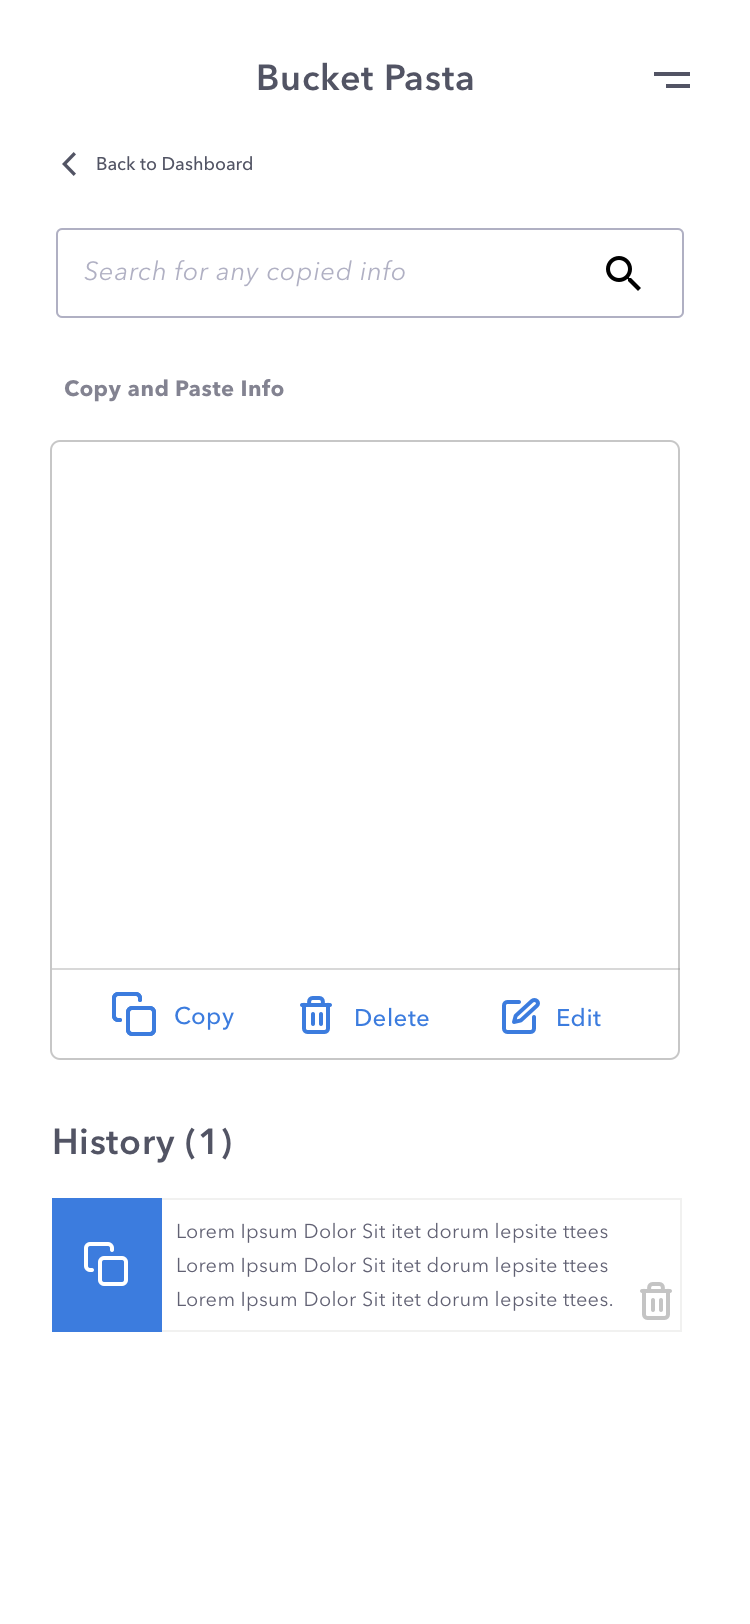 Bucket Pasta
Back to Dashboard
Search for any copied info
Copy and Paste Info
Copy Delete Edit
History (1)
Lorem Ipsum Dolor Sit itet dorum lepsite ttees
Lorem Ipsum Dolor Sit itet dorum lepsite ttees
Lorem Ipsum Dolor Sit itet dorum lepsite ttees.